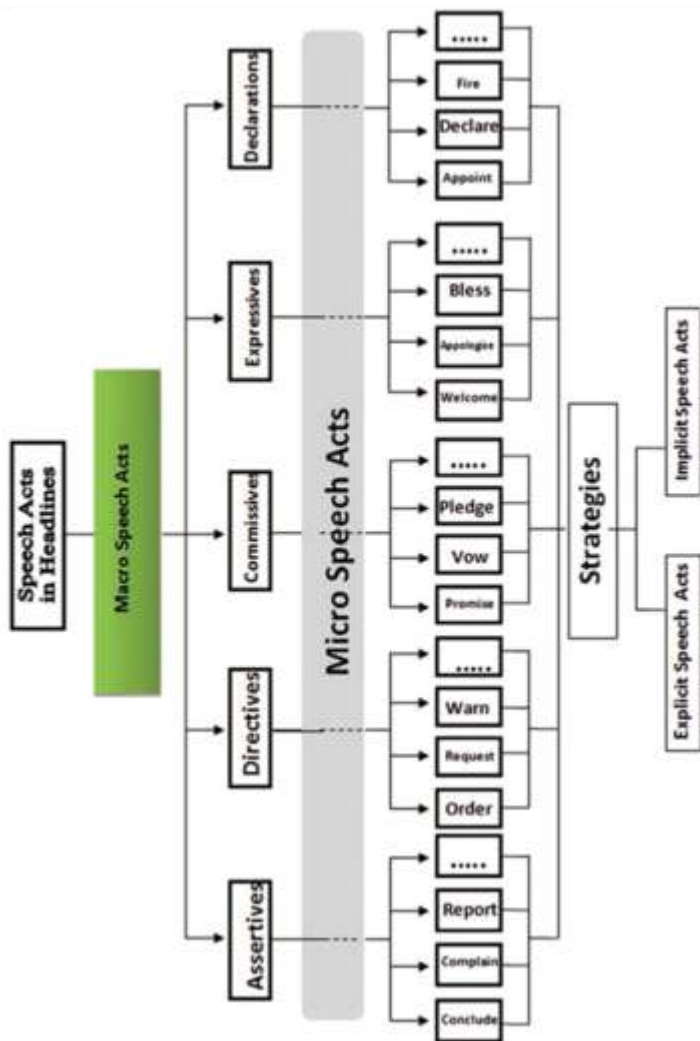 Speech Acts
in Headlines
Macro Speech Acts
Assertives
Directives
Commissives
Expressives
Declarations
Micro Speech Acts
Conclude
Complain
Report
.....
Order
Request
Warn
.....
Promise
Vow
Pledge
.....
Welcome
Appologise
Bless
.....
Appoint
Declare
Fire
.....
Strategies
Explicit Speech Acts
Implicit Speech Acts